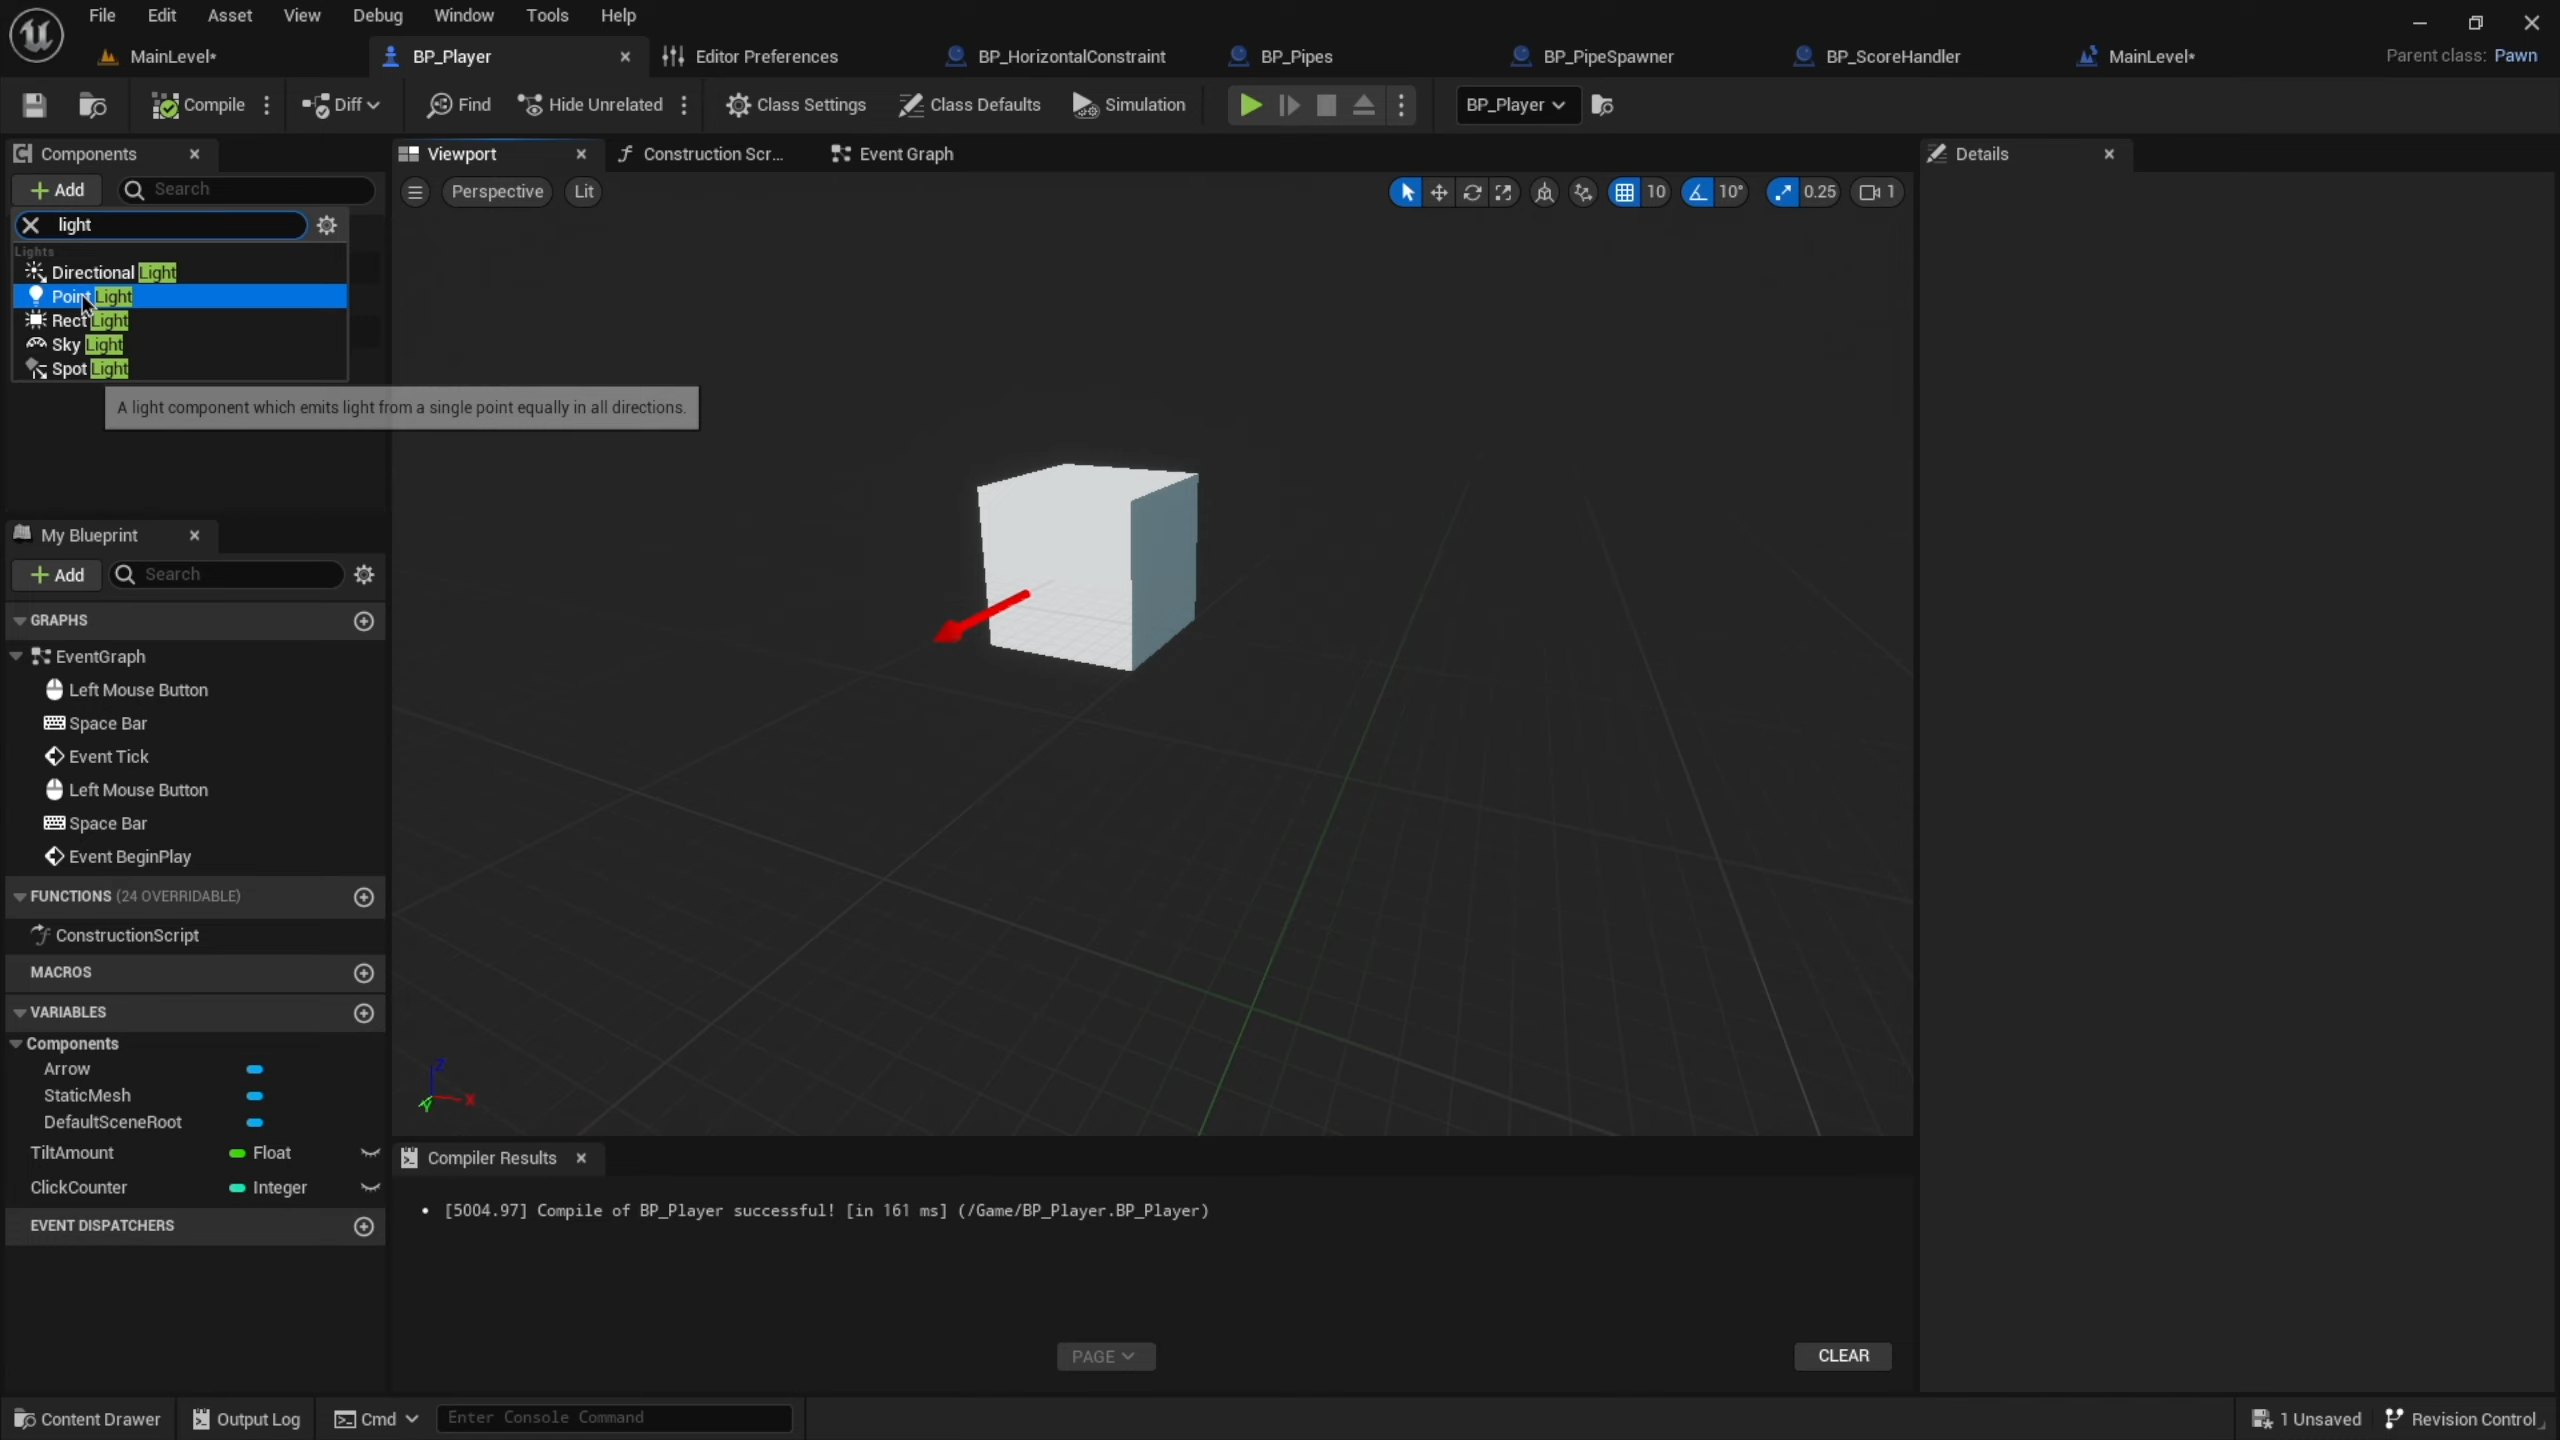 File Edit Asset View Debug Window Tools Help
MainLevel* BP_Player Editor Preferences BP_HorizontalConstraint BP_Pipes BP_PipeSpawner BP_ScoreHandler MainLevel* Parent class: Pawn
Compile Diff Find Hide Unrelated Class Settings Class Defaults Simulation BP_Player
Components Viewport Construction Scr... Event Graph Details
Add Search Perspective Lit 10 10° 0.25 1
light
Lights
Directional Light
Point Light
Rect Light
Sky Light
Spot Light
A light component which emits light from a single point equally in all directions.
My Blueprint
Add Search
GRAPHS
EventGraph
Left Mouse Button
Space Bar
Event Tick
Left Mouse Button
Space Bar
Event BeginPlay
FUNCTIONS (24 OVERRIDABLE)
ConstructionScript
MACROS
VARIABLES
Components
Arrow
StaticMesh
DefaultSceneRoot
TiltAmount Float
ClickCounter Integer
EVENT DISPATCHERS
Z
Y X
Compiler Results
• [5004.97] Compile of BP_Player successful! [in 161 ms] (/Game/BP_Player.BP_Player)
PAGE CLEAR
Content Drawer Output Log Cmd Enter Console Command 1 Unsaved Revision Control